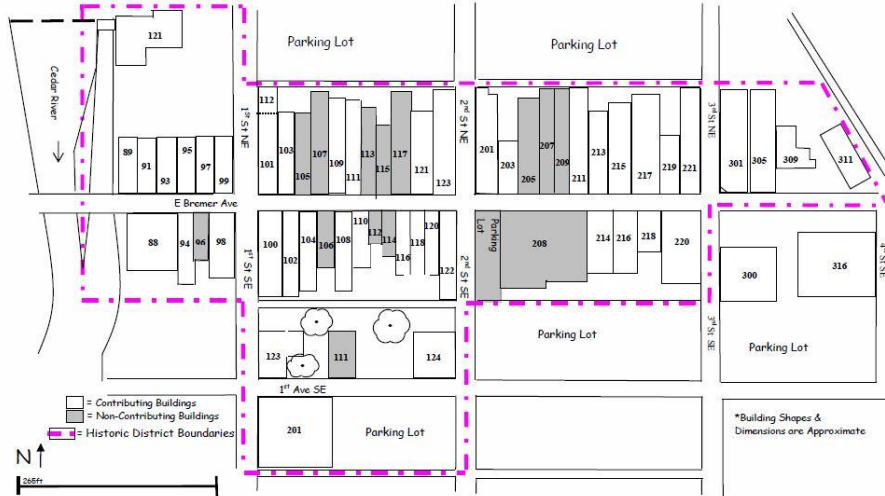 Parking Lot
Parking Lot
121
Cedar River
1st St NE
2nd St NE
3rd St NE
112
89
91
93
95
97
99
101
103
105
107
109
111
113
115
117
121
123
201
203
205
207
209
211
213
215
217
219
221
301
305
309
311
E Bremer Ave
88
94
96
98
100
102
104
106
108
110
112
114
116
118
120
122
Parking Lot
208
214
216
218
220
300
316
1st St SE
2nd St SE
3rd St SE
4th St SE
123
111
124
Parking Lot
Parking Lot
1st Ave SE
= Contributing Buildings
= Non-Contributing Buildings
= Historic District Boundaries
201
Parking Lot
*Building Shapes &
Dimensions are Approximate
N
265ft